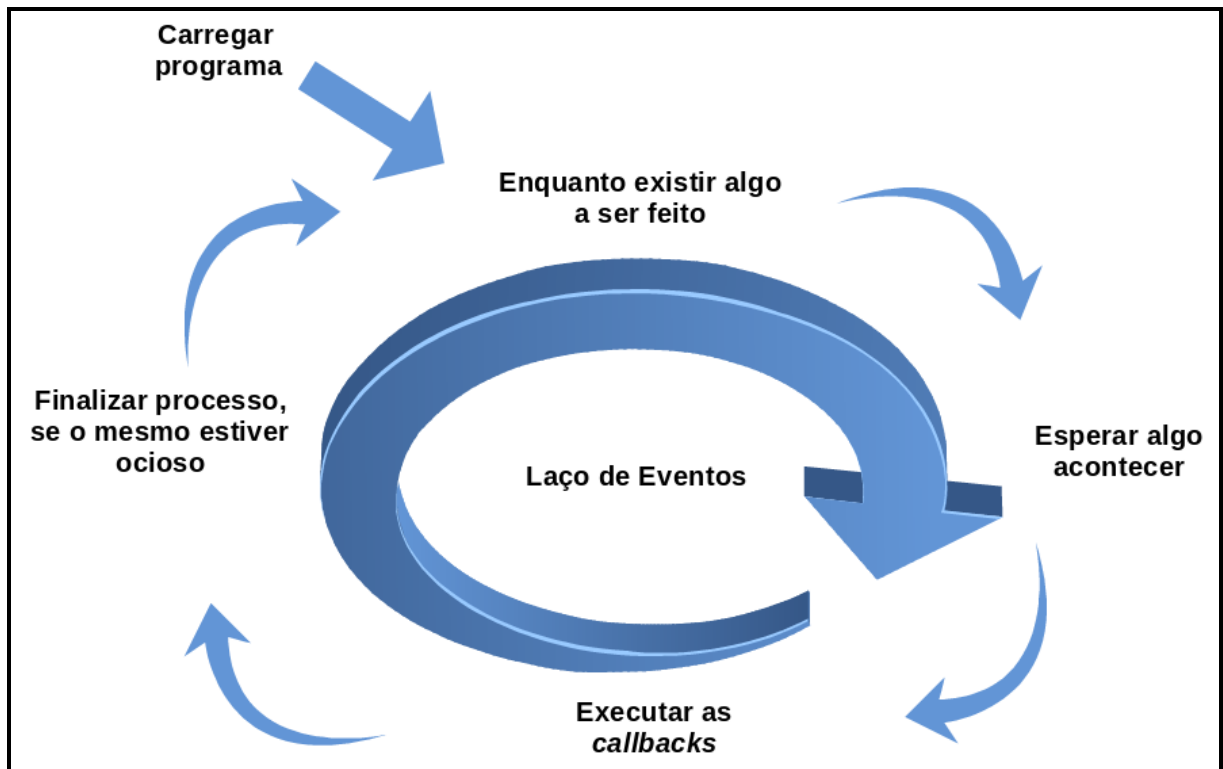 Carregar
programa
Enquanto existir algo
a ser feito
Esperar algo
acontecer
Executar as
callbacks
Finalizar processo,
se o mesmo estiver
ocioso
Laço de Eventos